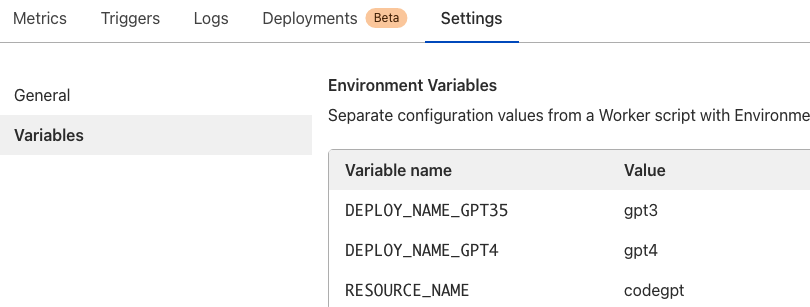 Metrics Triggers Logs Deployments Beta Settings
General
Variables
Environment Variables
Separate configuration values from a Worker script with
Variable name Value
DEPLOY_NAME_GPT35 gpt3
DEPLOY_NAME_GPT4 gpt4
RESOURCE_NAME codegpt